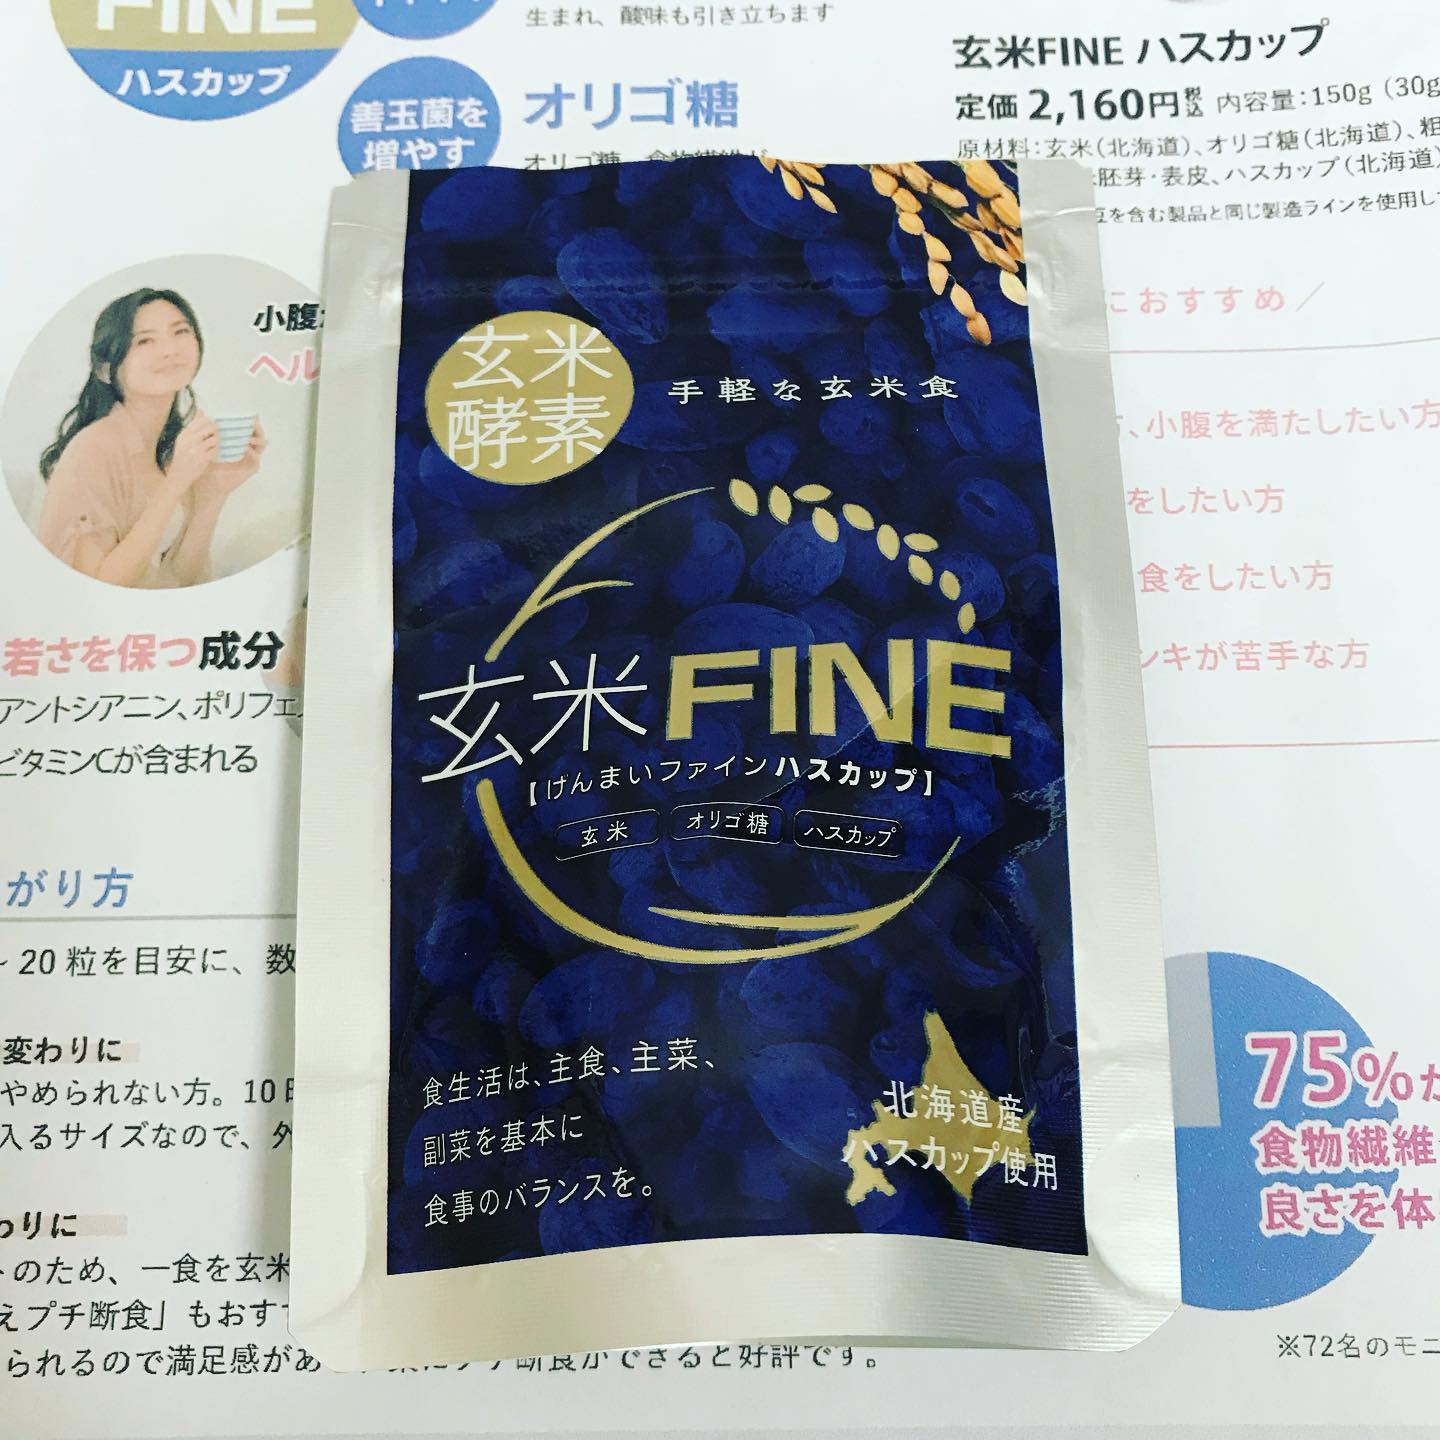 FINE
ハスカップ
生まれ、酸味も引き立ちます
善玉菌を
増やす
オリゴ糖
玄米FINE ハスカップ
定価 2,160円 税込 内容量:150g(30g
原材料:玄米(北海道)、オリゴ糖(北海道)、粗
胚芽・表皮、ハスカップ(北海道)
を含む製品と同じ製造ラインを使用して
におすすめ/
、小腹を満たしたい方
をしたい方
食をしたい方
ンキが苦手な方
小腹
ヘル
若さを保つ成分
アントシアニン、ポリフェ
ビタミンCが含まれる
がり方
20粒を目安に、数
変わりに
やめられない方。10
入るサイズなので、外
わりに
のため、一食を玄米
えプチ断食」もおす
られるので満足感があ
断食ができると好評です。
玄米
酵素
手軽な玄米食
玄米FINE
【げんまいファインハスカップ】
玄米 オリゴ糖 ハスカップ
食生活は、主食、主菜、
副菜を基本に
食事のバランスを。
北海道産
ハスカップ使用
75%が
食物繊維
良さを体
※72名のモニ